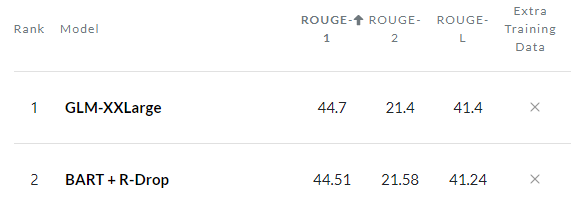 Rank Model ROUGE-1 ROUGE-2 ROUGE-L Extra Training Data
1 GLM-XXLarge 44.7 21.4 41.4 ×
2 BART + R-Drop 44.51 21.58 41.24 ×